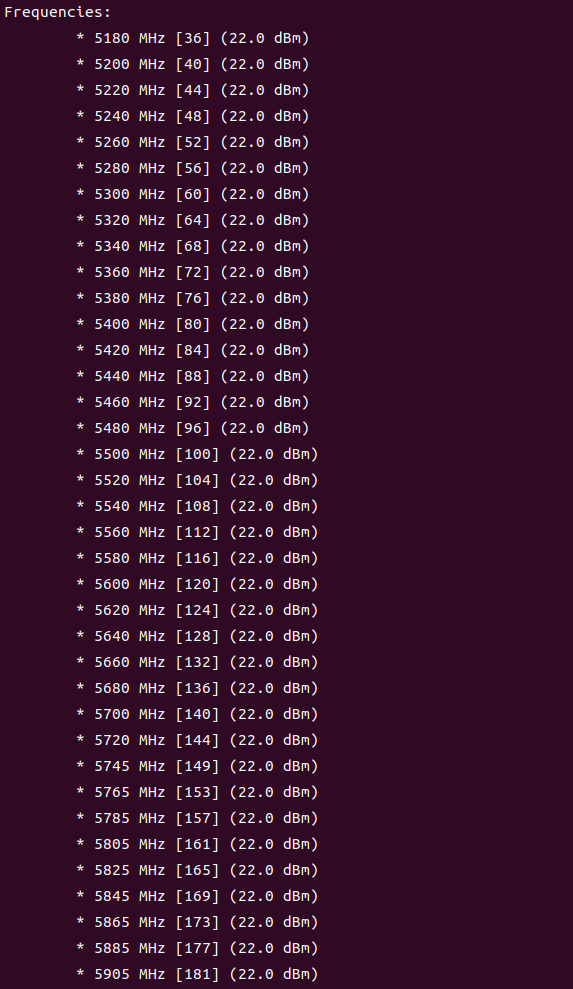 Frequencies:
* 5180 MHz [36] (22.0 dBm)
* 5200 MHz [40] (22.0 dBm)
* 5220 MHz [44] (22.0 dBm)
* 5240 MHz [48] (22.0 dBm)
* 5260 MHz [52] (22.0 dBm)
* 5280 MHz [56] (22.0 dBm)
* 5300 MHz [60] (22.0 dBm)
* 5320 MHz [64] (22.0 dBm)
* 5340 MHz [68] (22.0 dBm)
* 5360 MHz [72] (22.0 dBm)
* 5380 MHz [76] (22.0 dBm)
* 5400 MHz [80] (22.0 dBm)
* 5420 MHz [84] (22.0 dBm)
* 5440 MHz [88] (22.0 dBm)
* 5460 MHz [92] (22.0 dBm)
* 5480 MHz [96] (22.0 dBm)
* 5500 MHz [100] (22.0 dBm)
* 5520 MHz [104] (22.0 dBm)
* 5540 MHz [108] (22.0 dBm)
* 5560 MHz [112] (22.0 dBm)
* 5580 MHz [116] (22.0 dBm)
* 5600 MHz [120] (22.0 dBm)
* 5620 MHz [124] (22.0 dBm)
* 5640 MHz [128] (22.0 dBm)
* 5660 MHz [132] (22.0 dBm)
* 5680 MHz [136] (22.0 dBm)
* 5700 MHz [140] (22.0 dBm)
* 5720 MHz [144] (22.0 dBm)
* 5745 MHz [149] (22.0 dBm)
* 5765 MHz [153] (22.0 dBm)
* 5785 MHz [157] (22.0 dBm)
* 5805 MHz [161] (22.0 dBm)
* 5825 MHz [165] (22.0 dBm)
* 5845 MHz [169] (22.0 dBm)
* 5865 MHz [173] (22.0 dBm)
* 5885 MHz [177] (22.0 dBm)
* 5905 MHz [181] (22.0 dBm)